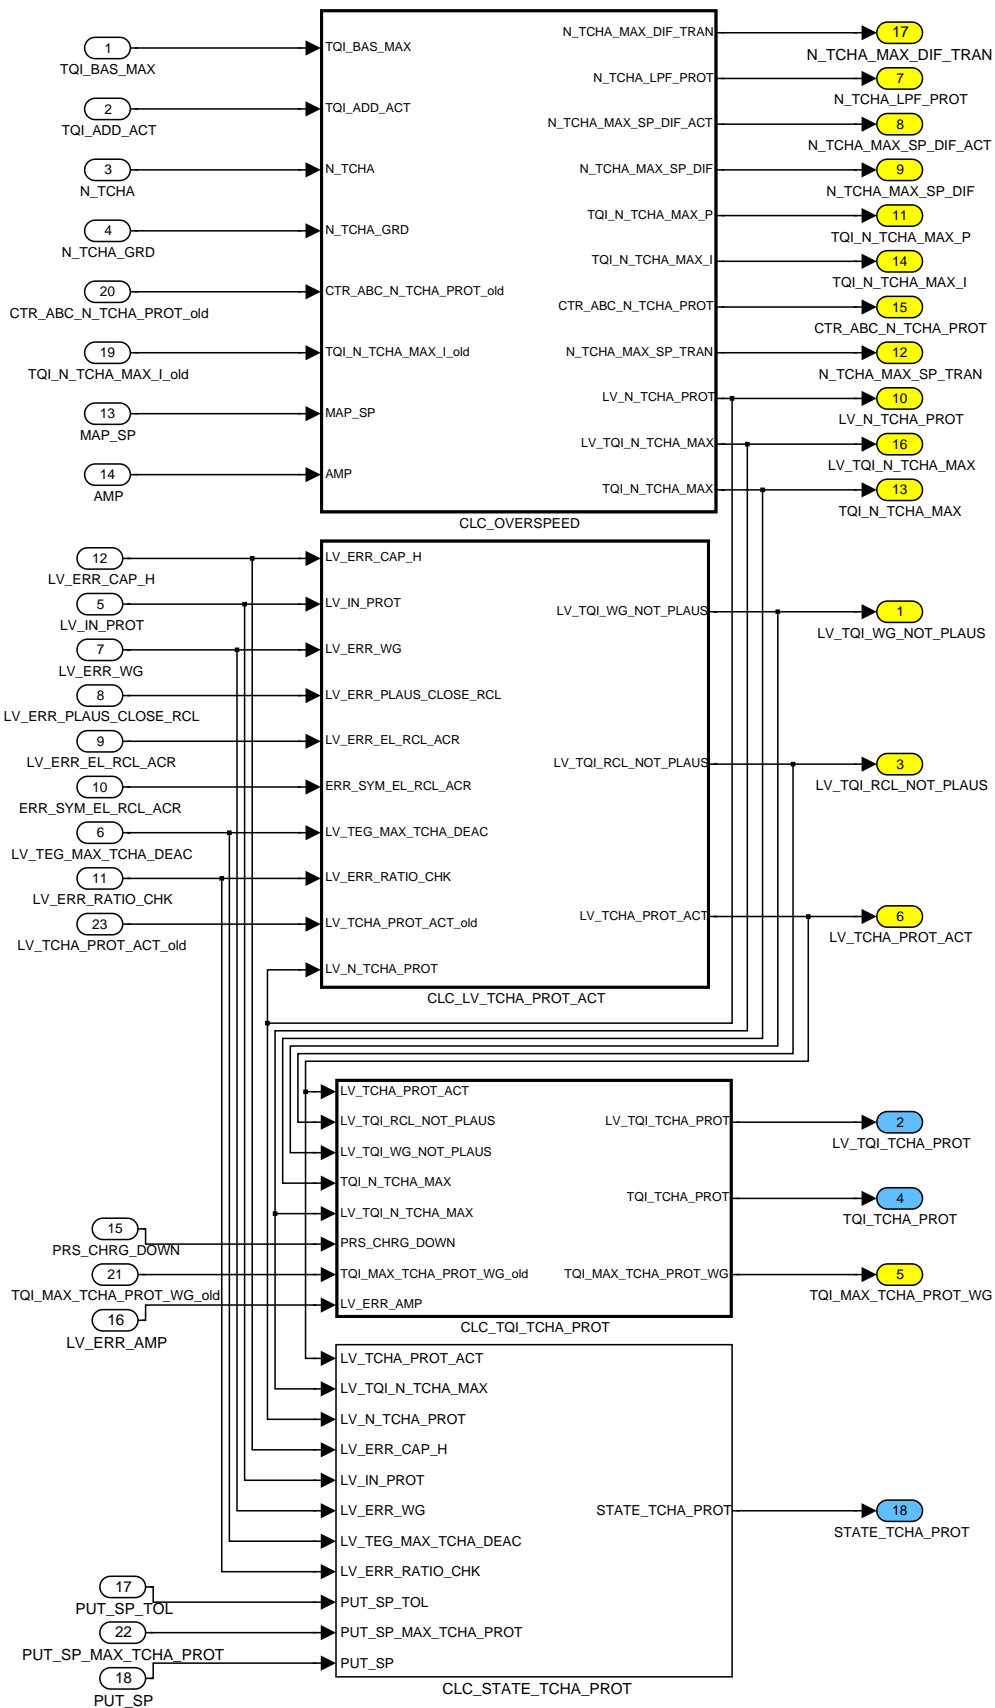 1
TQI_BAS_MAX
2
TQI_ADD_ACT
3
N_TCHA
4
N_TCHA_GRD
20
CTR_ABC_N_TCHA_PROT_old
19
TQI_N_TCHA_MAX_I_old
13
MAP_SP
14
AMP
TQI_BAS_MAX
TQI_ADD_ACT
N_TCHA
N_TCHA_GRD
CTR_ABC_N_TCHA_PROT_old
TQI_N_TCHA_MAX_I_old
MAP_SP
AMP
N_TCHA_MAX_DIF_TRAN
N_TCHA_LPF_PROT
N_TCHA_MAX_SP_DIF_ACT
N_TCHA_MAX_SP_DIF
TQI_N_TCHA_MAX_P
TQI_N_TCHA_MAX_I
CTR_ABC_N_TCHA_PROT
N_TCHA_MAX_SP_TRAN
LV_N_TCHA_PROT
LV_TQI_N_TCHA_MAX
TQI_N_TCHA_MAX
CLC_OVERSPEED
17
N_TCHA_MAX_DIF_TRAN
7
N_TCHA_LPF_PROT
8
N_TCHA_MAX_SP_DIF_ACT
9
N_TCHA_MAX_SP_DIF
11
TQI_N_TCHA_MAX_P
14
TQI_N_TCHA_MAX_I
15
CTR_ABC_N_TCHA_PROT
12
N_TCHA_MAX_SP_TRAN
10
LV_N_TCHA_PROT
16
LV_TQI_N_TCHA_MAX
13
TQI_N_TCHA_MAX
12
LV_ERR_CAP_H
5
LV_IN_PROT
7
LV_ERR_WG
8
LV_ERR_PLAUS_CLOSE_RCL
9
LV_ERR_EL_RCL_ACR
10
ERR_SYM_EL_RCL_ACR
6
LV_TEG_MAX_TCHA_DEAC
11
LV_ERR_RATIO_CHK
23
LV_TCHA_PROT_ACT_old
LV_ERR_CAP_H
LV_IN_PROT
LV_ERR_WG
LV_ERR_PLAUS_CLOSE_RCL
LV_ERR_EL_RCL_ACR
ERR_SYM_EL_RCL_ACR
LV_TEG_MAX_TCHA_DEAC
LV_ERR_RATIO_CHK
LV_TCHA_PROT_ACT_old
LV_N_TCHA_PROT
LV_TQI_WG_NOT_PLAUS
LV_TQI_RCL_NOT_PLAUS
LV_TCHA_PROT_ACT
CLC_LV_TCHA_PROT_ACT
1
LV_TQI_WG_NOT_PLAUS
3
LV_TQI_RCL_NOT_PLAUS
6
LV_TCHA_PROT_ACT
15
PRS_CHRG_DOWN
21
TQI_MAX_TCHA_PROT_WG_old
16
LV_ERR_AMP
LV_TCHA_PROT_ACT
LV_TQI_RCL_NOT_PLAUS
LV_TQI_WG_NOT_PLAUS
TQI_N_TCHA_MAX
LV_TQI_N_TCHA_MAX
PRS_CHRG_DOWN
TQI_MAX_TCHA_PROT_WG_old
LV_ERR_AMP
LV_TQI_TCHA_PROT
TQI_TCHA_PROT
TQI_MAX_TCHA_PROT_WG
CLC_TQI_TCHA_PROT
2
LV_TQI_TCHA_PROT
4
TQI_TCHA_PROT
5
TQI_MAX_TCHA_PROT_WG
17
PUT_SP_TOL
22
PUT_SP_MAX_TCHA_PROT
18
PUT_SP
LV_TCHA_PROT_ACT
LV_TQI_N_TCHA_MAX
LV_N_TCHA_PROT
LV_ERR_CAP_H
LV_IN_PROT
LV_ERR_WG
LV_TEG_MAX_TCHA_DEAC
LV_ERR_RATIO_CHK
PUT_SP_TOL
PUT_SP_MAX_TCHA_PROT
PUT_SP
STATE_TCHA_PROT
CLC_STATE_TCHA_PROT
18
STATE_TCHA_PROT